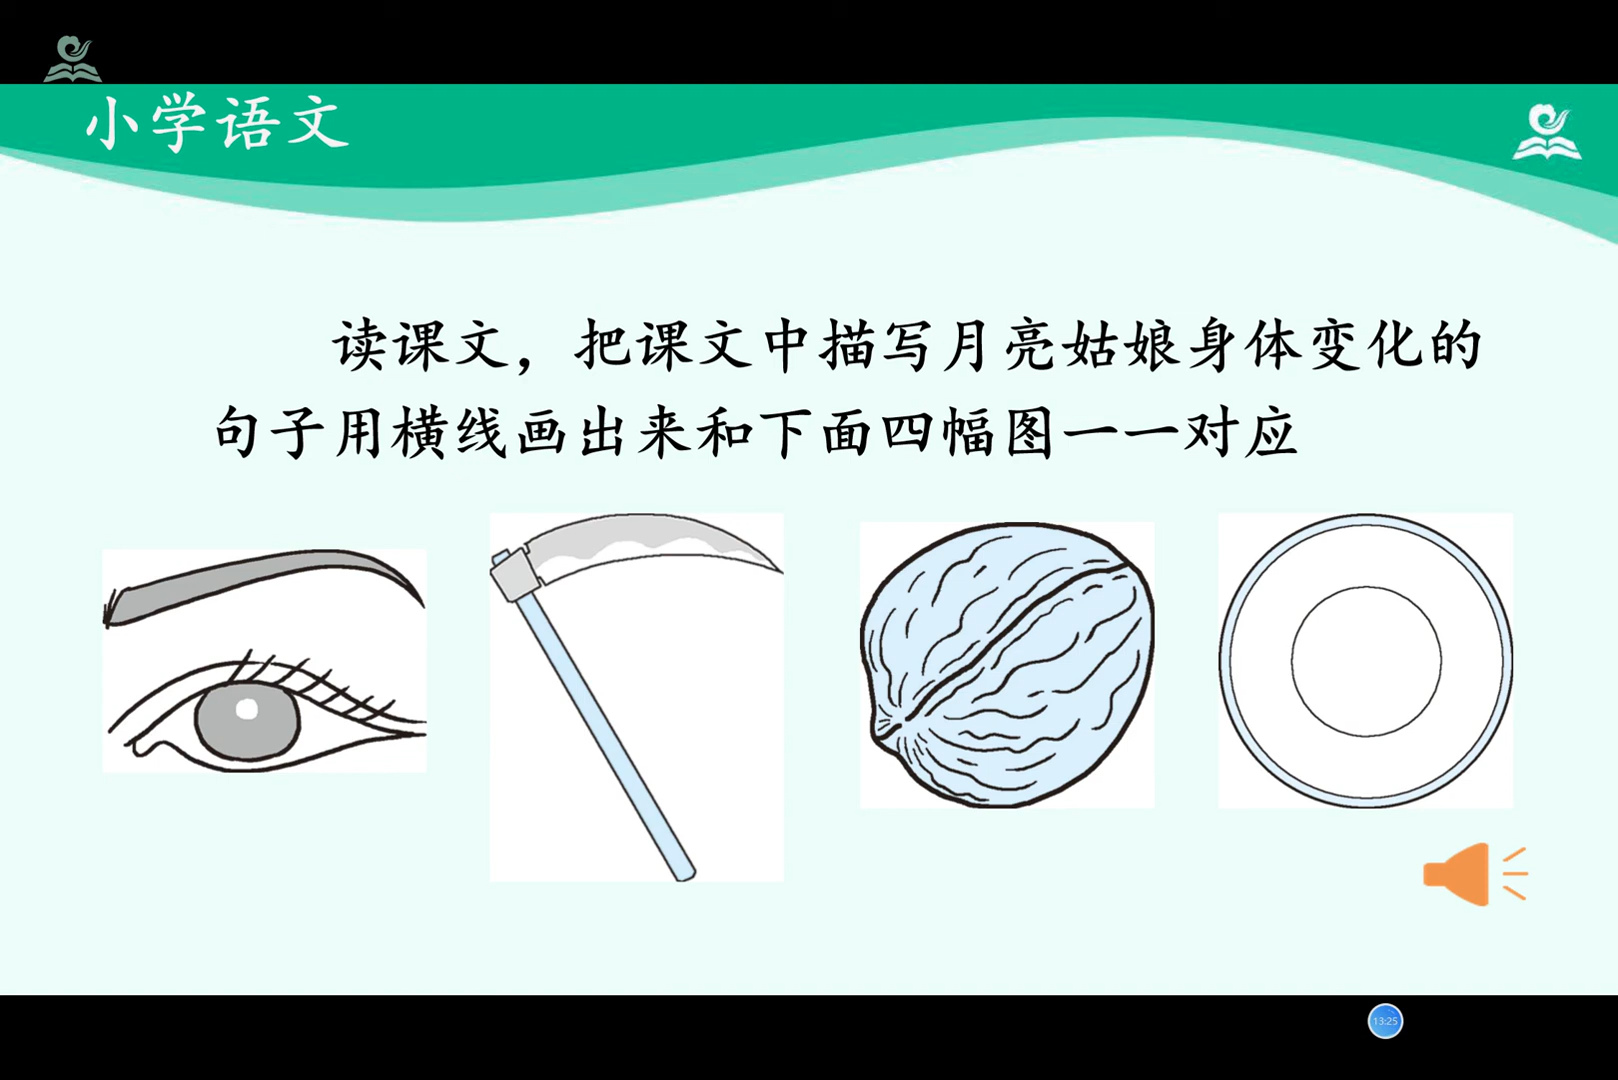 小学语文
读课文，把课文中描写月亮姑娘身体变化的
句子用横线画出来和下面四幅图一一对应
13:25